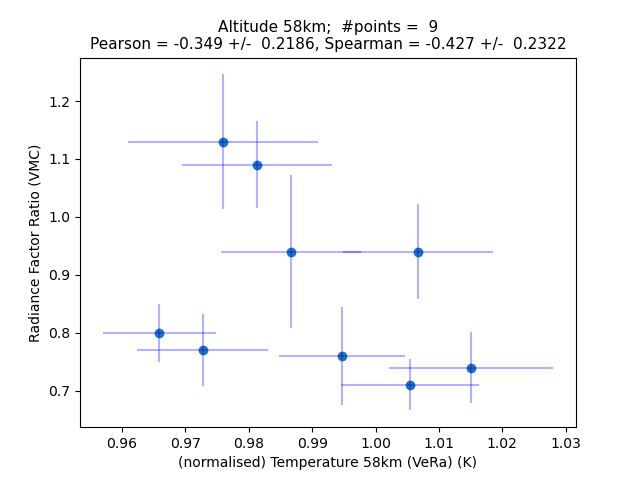 Altitude 58km;  #points =  9
Pearson = -0.349 +/-  0.2186, Spearman = -0.427 +/-  0.2322
Radiance Factor Ratio (VMC)
1.2
1.1
1.0
0.9
0.8
0.7
0.96 0.97 0.98 0.99 1.00 1.01 1.02 1.03
(normalised) Temperature 58km (VeRa) (K)